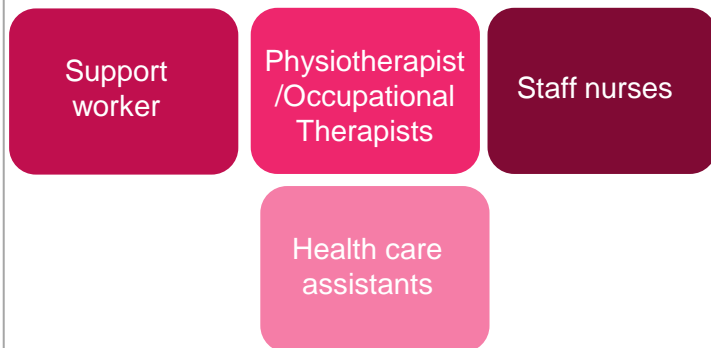 Support
worker
Physiotherapist
/Occupational
Therapists
Staff nurses
Health care
assistants